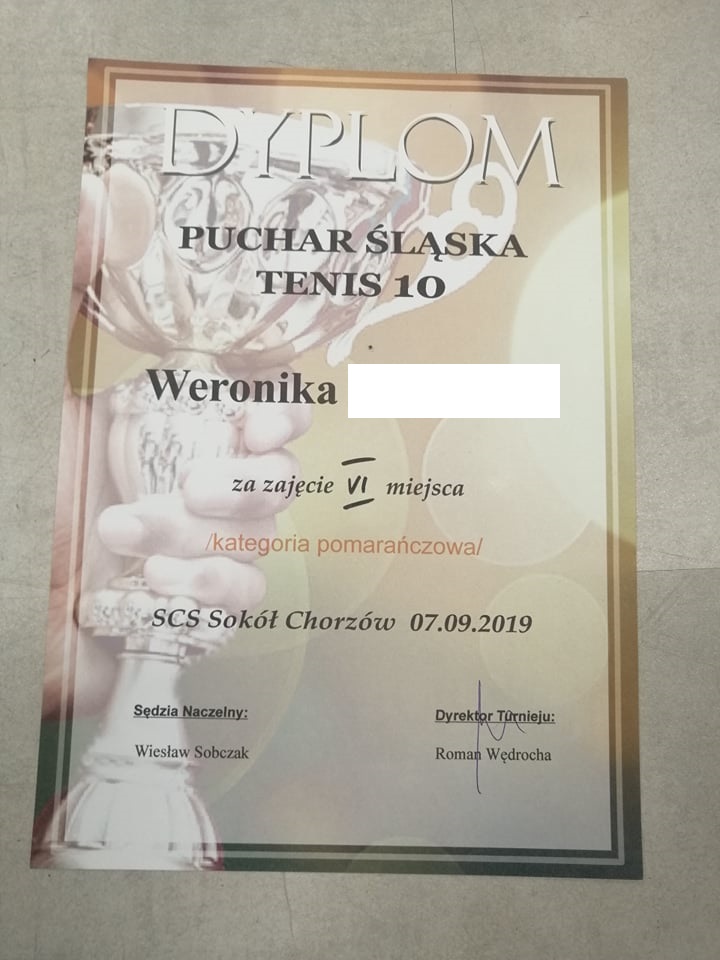 DYPLOM
PUCHAR ŚLĄSKA
TENIS 10
Weronika
za zajęcie VI miejsca
/kategoria pomarańczowa/
SCS Sokół Chorzów 07.09.2019
Sędzia Naczelny: Dyrektor Turnieju:
Wiesław Sobczak Roman Wędrocha